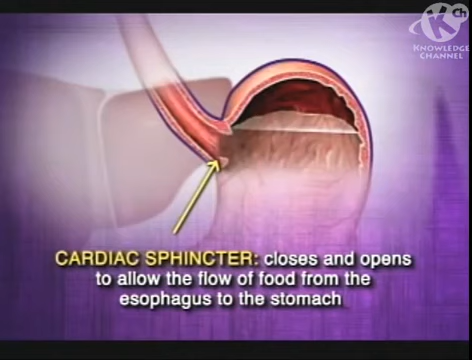 Ch
K
KNOWLEDGE
CHANNEL
CARDIAC SPHINCTER: closes and opens
to allow the flow of food from the
esophagus to the stomach